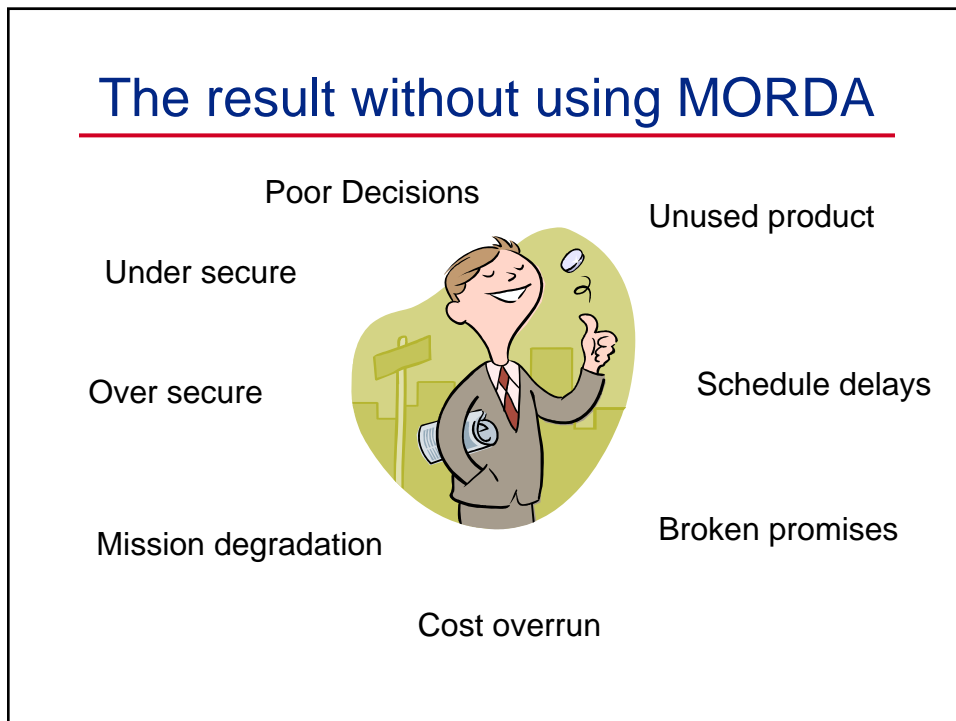 The result without using MORDA
Poor Decisions
Unused product
Under secure
Over secure
Schedule delays
Mission degradation
Broken promises
Cost overrun